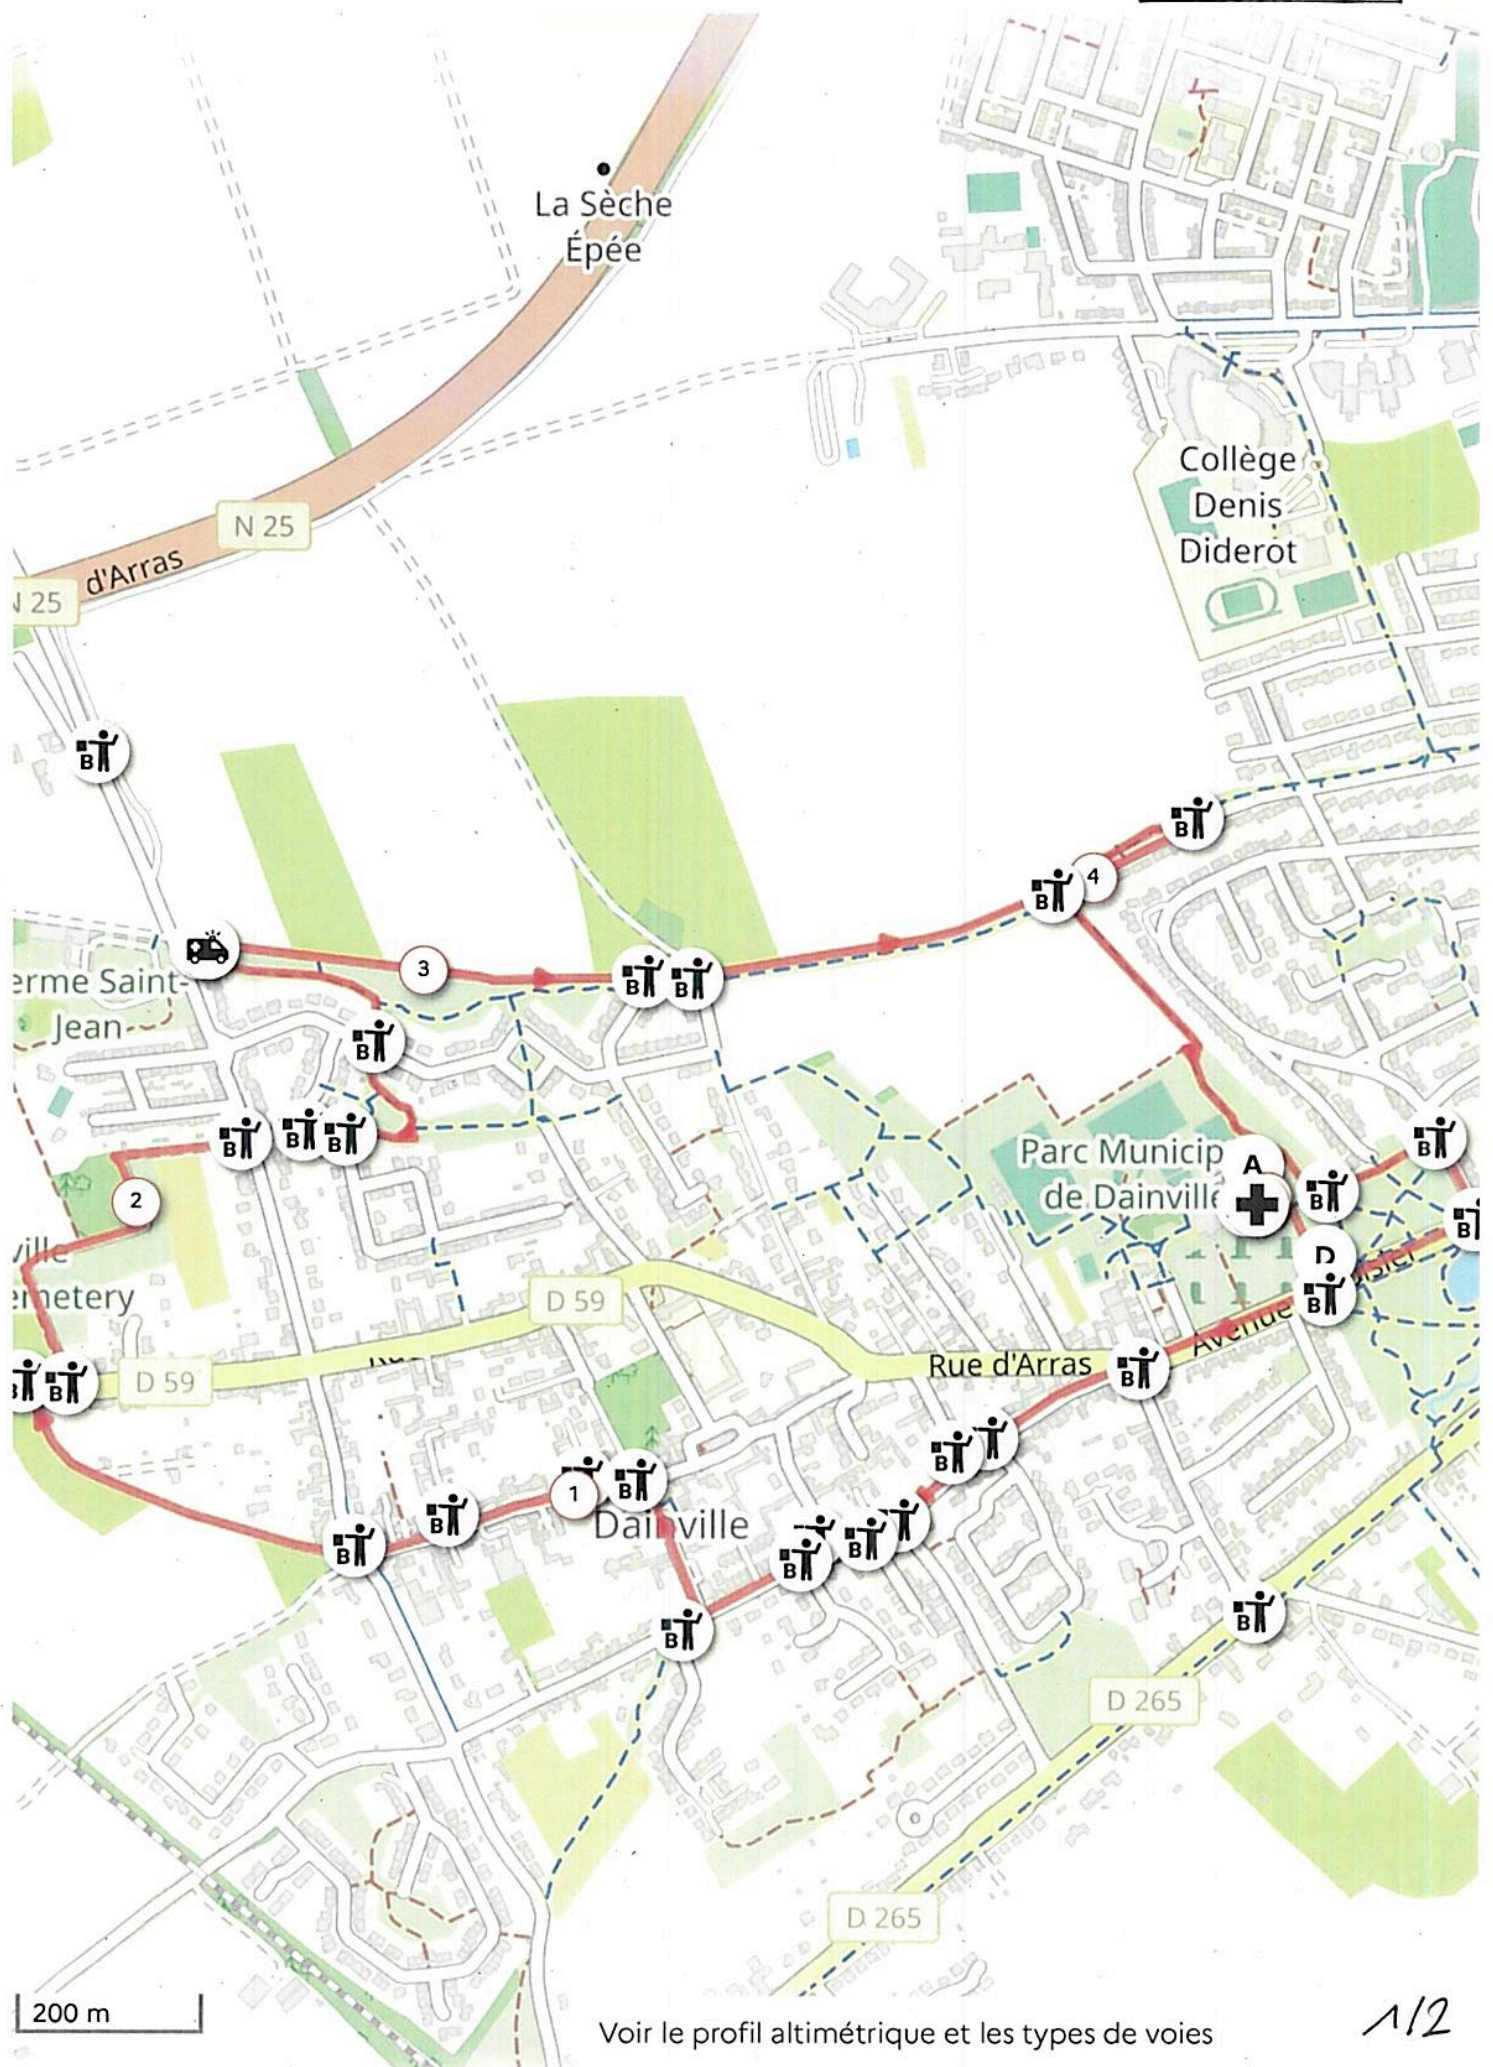 La Sèche
Épée
N 25
d'Arras
N 25
Collège
Denis
Diderot
B
4
B
B
3
B
B
erme Saint-
Jean
B
B
B
B
B
Parc Municip
de Dainville
A
B
2
B
ville
emetery
D
B
D 59
B
B
D 59
Rue d'Arras
Avenue
B
B
B
1
B
B
Dainville
B
B
B
B
B
D 265
D 265
200 m
Voir le profil altimétrique et les types de voies
1/2